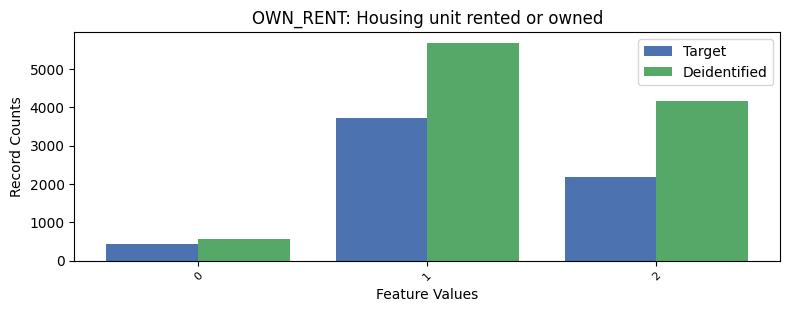 OWN_RENT: Housing unit rented or owned
Target
Deidentified
Record Counts
5000
4000
3000
2000
1000
0
0
1
2
Feature Values